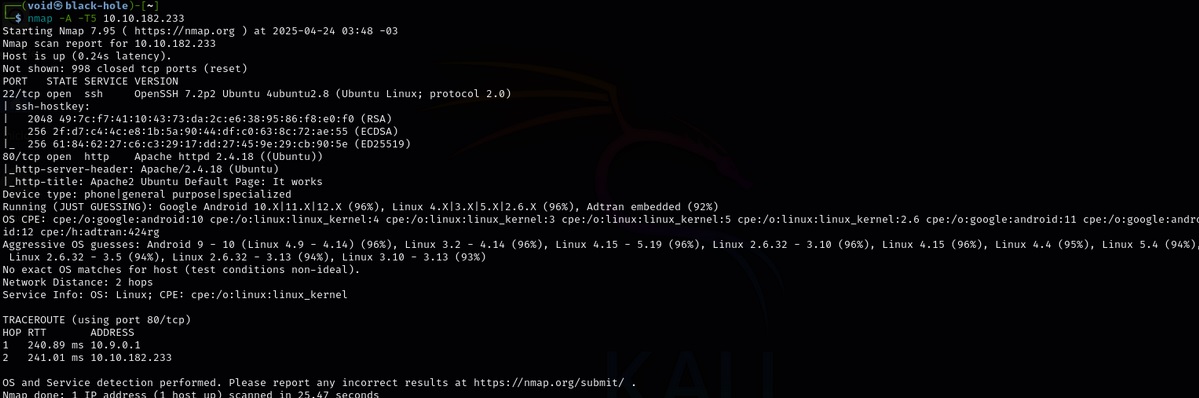 ┌──(void㉿black-hole)-[~]
└─$ nmap -A -T5 10.10.182.233
Starting Nmap 7.95 ( https://nmap.org ) at 2025-04-24 03:48 -03
Nmap scan report for 10.10.182.233
Host is up (0.24s latency).
Not shown: 998 closed tcp ports (reset)
PORT   STATE SERVICE VERSION
22/tcp open  ssh     OpenSSH 7.2p2 Ubuntu 4ubuntu2.8 (Ubuntu Linux; protocol 2.0)
| ssh-hostkey:
|   2048 49:7c:f7:41:10:43:73:da:2c:e6:38:95:86:f8:e0:f0 (RSA)
|   256 2f:d7:c4:4c:e8:1b:5a:90:44:df:c0:63:8c:72:ae:55 (ECDSA)
|_  256 61:84:62:27:c6:c3:29:17:dd:27:45:9e:29:cb:90:5e (ED25519)
80/tcp open  http    Apache httpd 2.4.18 ((Ubuntu))
|_http-server-header: Apache/2.4.18 (Ubuntu)
|_http-title: Apache2 Ubuntu Default Page: It works
Device type: phone|general purpose|specialized
Running (JUST GUESSING): Google Android 10.X|11.X|12.X (96%), Linux 4.X|3.X|5.X|2.6.X (96%), Adtran embedded (92%)
OS CPE: cpe:/o:google:android:10 cpe:/o:linux:linux_kernel:4 cpe:/o:linux:linux_kernel:3 cpe:/o:linux:linux_kernel:5 cpe:/o:linux:linux_kernel:2.6 cpe:/o:google:android:11 cpe:/o:google:andro
id:12 cpe:/h:adtran:424rg
Aggressive OS guesses: Android 9 - 10 (Linux 4.9 - 4.14) (96%), Linux 3.2 - 4.14 (96%), Linux 4.15 - 5.19 (96%), Linux 2.6.32 - 3.10 (96%), Linux 4.15 (96%), Linux 4.4 (95%), Linux 5.4 (94%),
Linux 2.6.32 - 3.5 (94%), Linux 2.6.32 - 3.13 (94%), Linux 3.10 - 3.13 (93%)
No exact OS matches for host (test conditions non-ideal).
Network Distance: 2 hops
Service Info: OS: Linux; CPE: cpe:/o:linux:linux_kernel
TRACEROUTE (using port 80/tcp)
HOP RTT       ADDRESS
1   240.89 ms 10.9.0.1
2   241.01 ms 10.10.182.233
KALI
OS and Service detection performed. Please report any incorrect results at https://nmap.org/submit/ .
Nmap done: 1 IP address (1 host up) scanned in 25.47 seconds